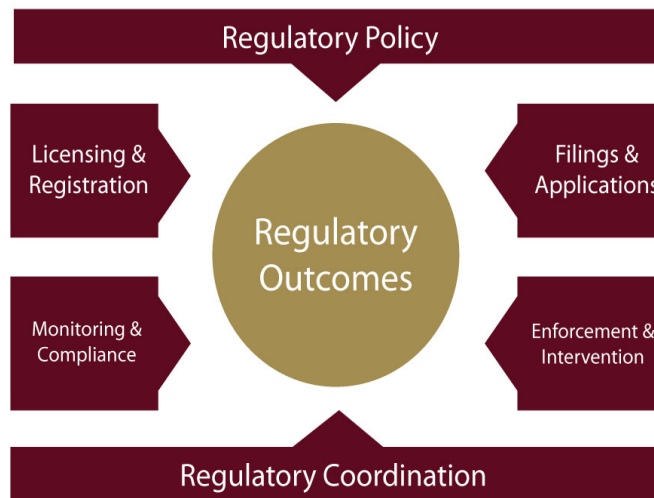 Regulatory Policy
Licensing &
Registration
Filings &
Applications
Regulatory
Outcomes
Monitoring &
Compliance
Enforcement &
Intervention
Regulatory Coordination